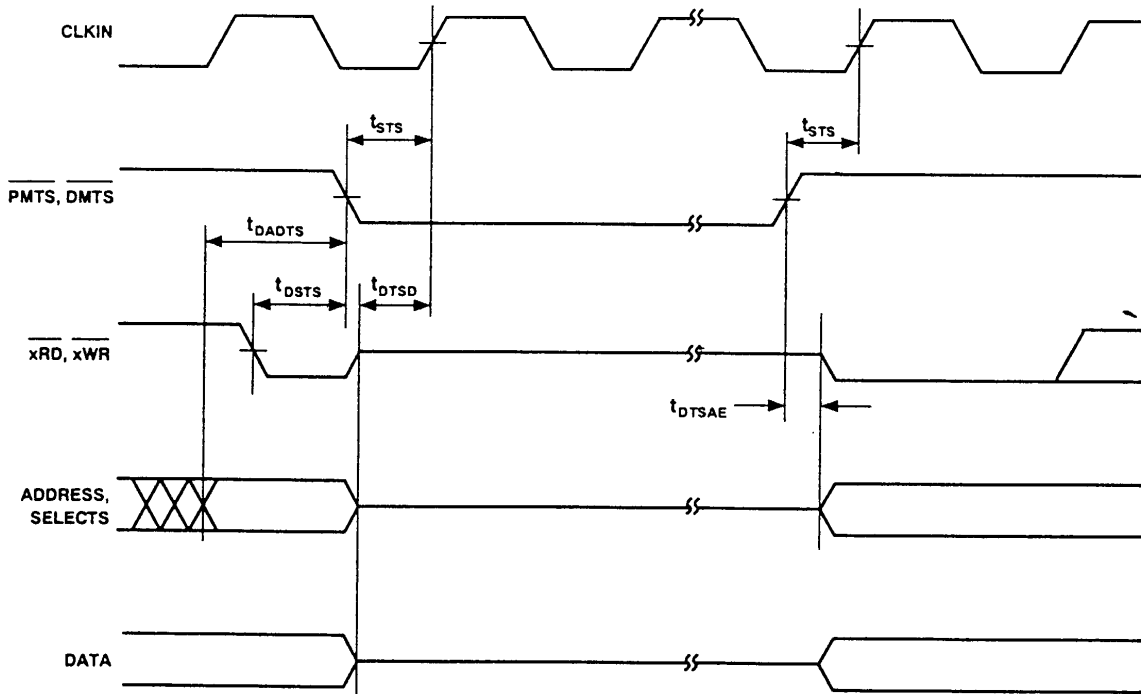 CLKIN
tSTS
tSTS
PMTS, DMTS
tDADTS
tDSTS
tDTSD
xRD, xWR
tDTSAE
ADDRESS,
SELECTS
DATA